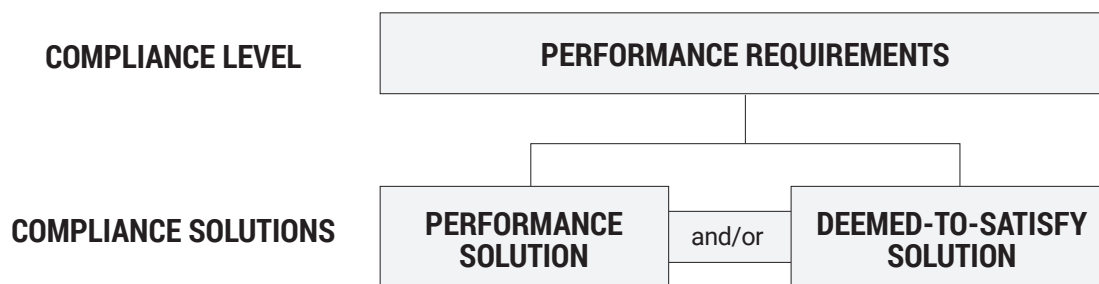 COMPLIANCE LEVEL
PERFORMANCE REQUIREMENTS
COMPLIANCE SOLUTIONS
PERFORMANCE
SOLUTION
and/or
DEEMED-TO-SATISFY
SOLUTION